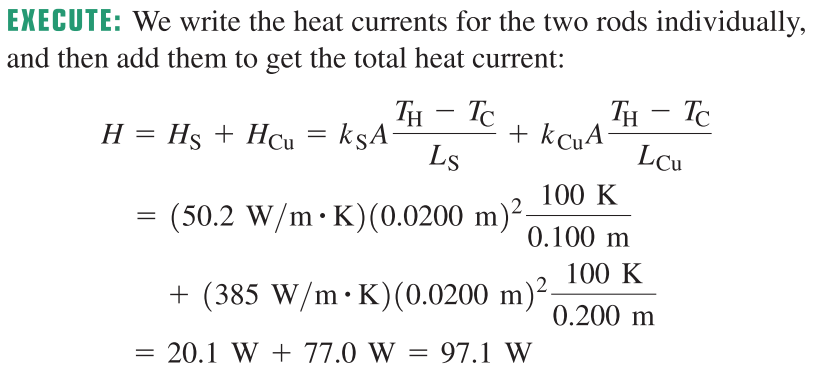 EXECUTE: We write the heat currents for the two rods individually,
and then add them to get the total heat current:
H = H_S + H_Cu = k_S A (T_H − T_C)/L_S + k_Cu A (T_H − T_C)/L_Cu
= (50.2 W/m · K)(0.0200 m)² (100 K)/(0.100 m)
+ (385 W/m · K)(0.0200 m)² (100 K)/(0.200 m)
= 20.1 W + 77.0 W = 97.1 W